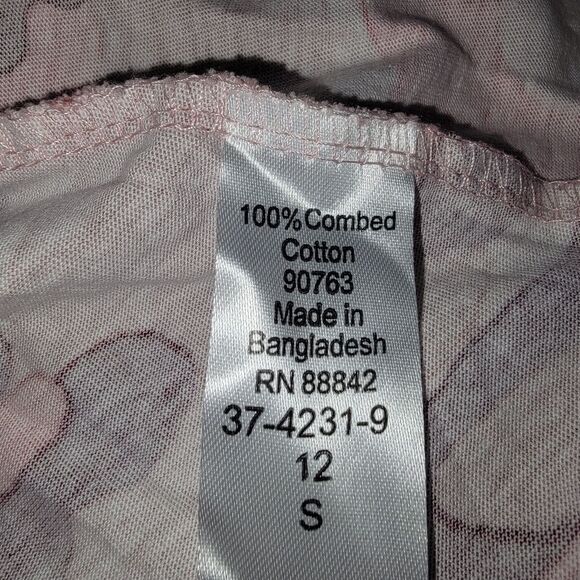 100% Combed
Cotton
90763
Made in
Bangladesh
RN 88842
37-4231-9
12
S